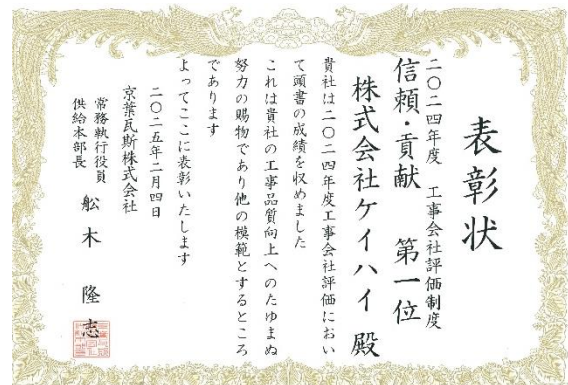 表彰状
二〇二四年度 工事会社評価制度
信頼・貢献 第一位
株式会社ケイハイ 殿
貴社は二〇二四年度工事会社評価におい
て頭書の成績を収めました
これは貴社の工事品質向上へのたゆまぬ
努力の賜物であり他の模範とするところ
であります
よってここに表彰いたします
二〇二五年二月四日
京葉瓦斯株式会社
常務執行役員
供給本部長
舩木 隆志